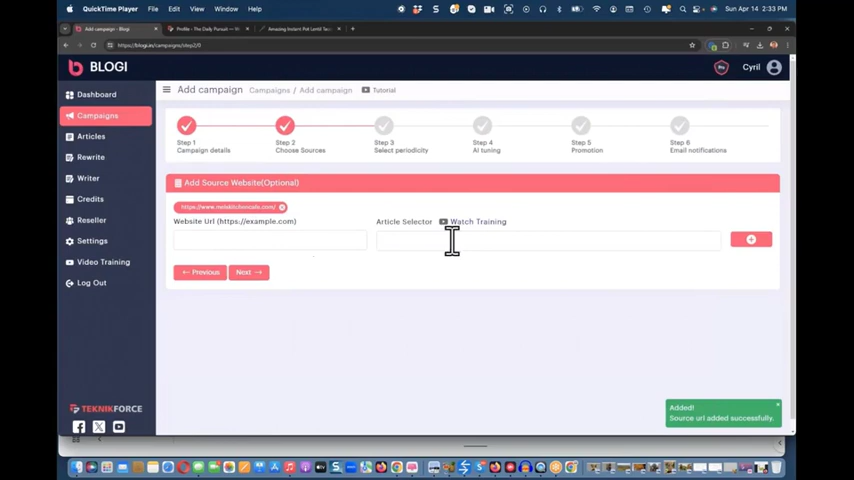 QuickTime Player File Edit View Window Help
Sun Apr 14 2:33 PM
Add campaign - Blogi
Profile - The Daily Pursuit —
Amazing Instant Pot Lentil
https://blogi.in/campaigns/step2/0
BLOGI
Pro
Cyril
Dashboard
Campaigns
Articles
Rewrite
Writer
Credits
Reseller
Settings
Video Training
Log Out
TEKNIKFORCE
Add campaign
Campaigns / Add campaign
Tutorial
Step 1
Campaign details
Step 2
Choose Sources
Step 3
Select periodicity
Step 4
AI tuning
Step 5
Promotion
Step 6
Email notifications
Add Source Website(Optional)
Website Url (https://example.com)
Article Selector
Watch Training
← Previous
Next →
Added!
Source url added successfully.